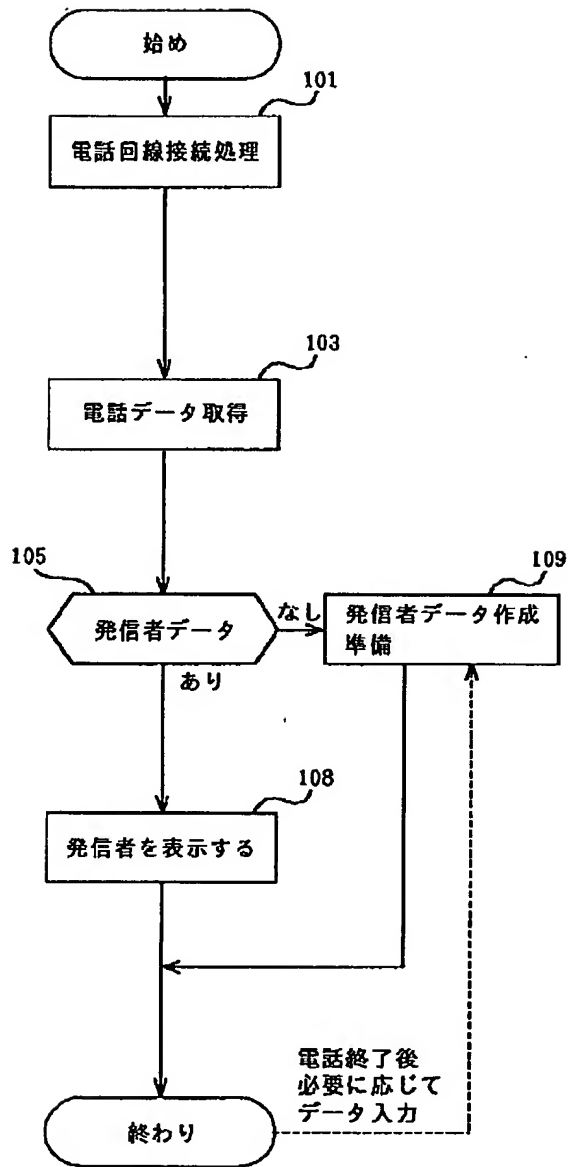 始め
101
電話回線接続処理
103
電話データ取得
105
発信者データ
なし
109
発信者データ作成
準備
あり
108
発信者を表示する
電話終了後
必要に応じて
データ入力
終わり